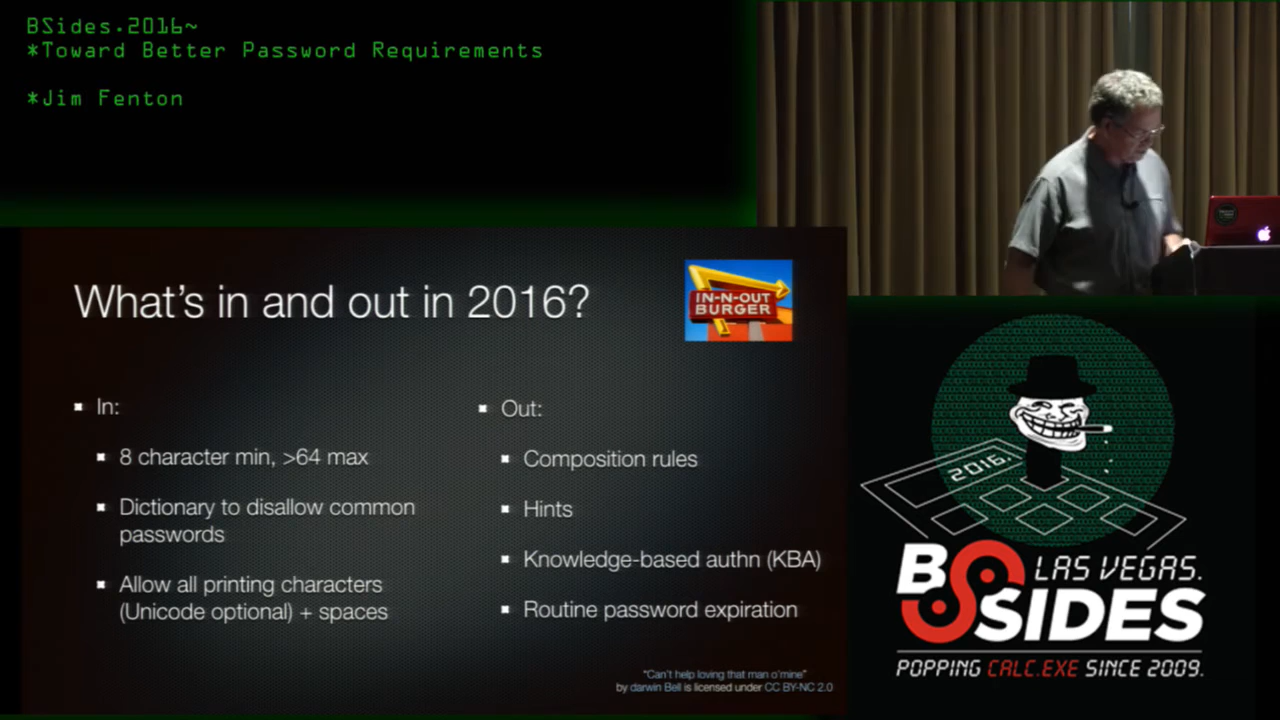 BSides.2016~
*Toward Better Password Requirements
*Jim Fenton
What's in and out in 2016?
IN-N-OUT
BURGER
In:
8 character min, >64 max
Dictionary to disallow common
passwords
Allow all printing characters
(Unicode optional) + spaces
Out:
Composition rules
Hints
Knowledge-based authn (KBA)
Routine password expiration
"Can't help loving that man o'mine"
by darwin Bell is licensed under CC BY-NC 2.0
2016.
BSIDES
LAS VEGAS.
POPPING CALC.EXE SINCE 2009.